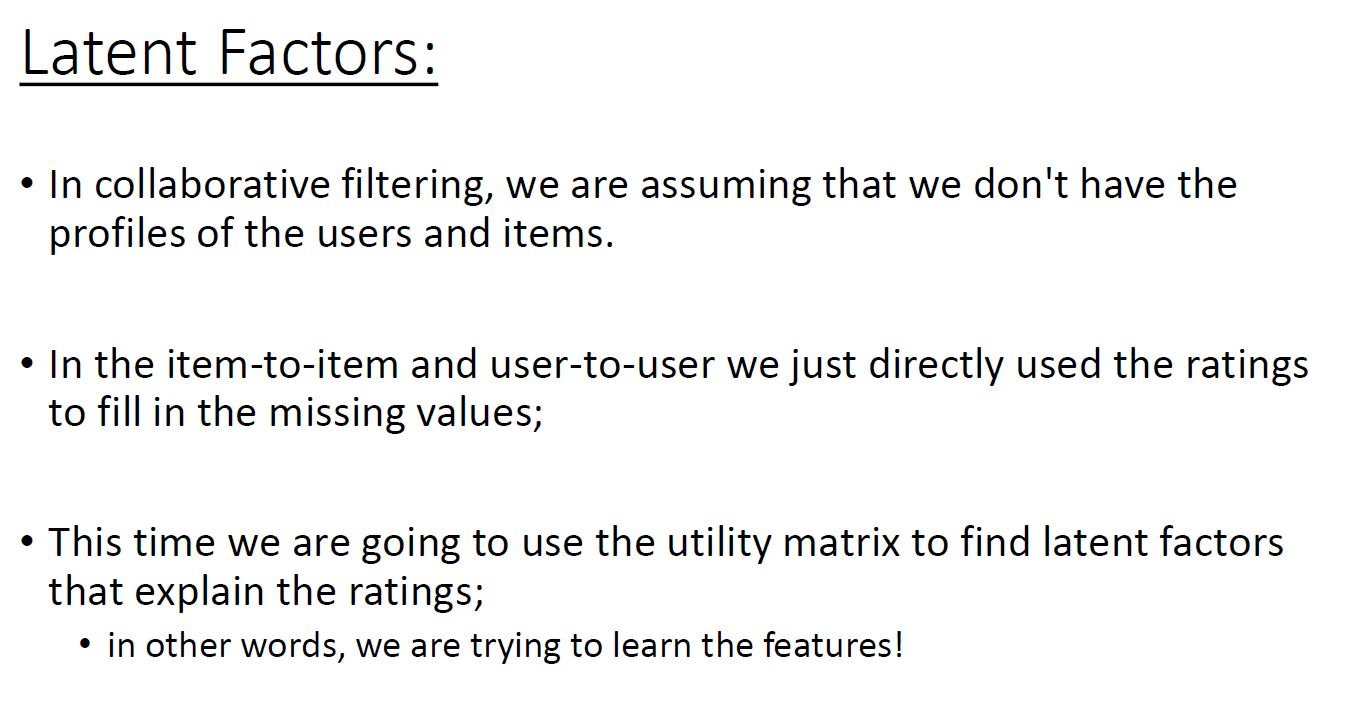 Latent Factors:
• In collaborative filtering, we are assuming that we don't have the
profiles of the users and items.
• In the item-to-item and user-to-user we just directly used the ratings
to fill in the missing values;
• This time we are going to use the utility matrix to find latent factors
that explain the ratings;
• in other words, we are trying to learn the features!